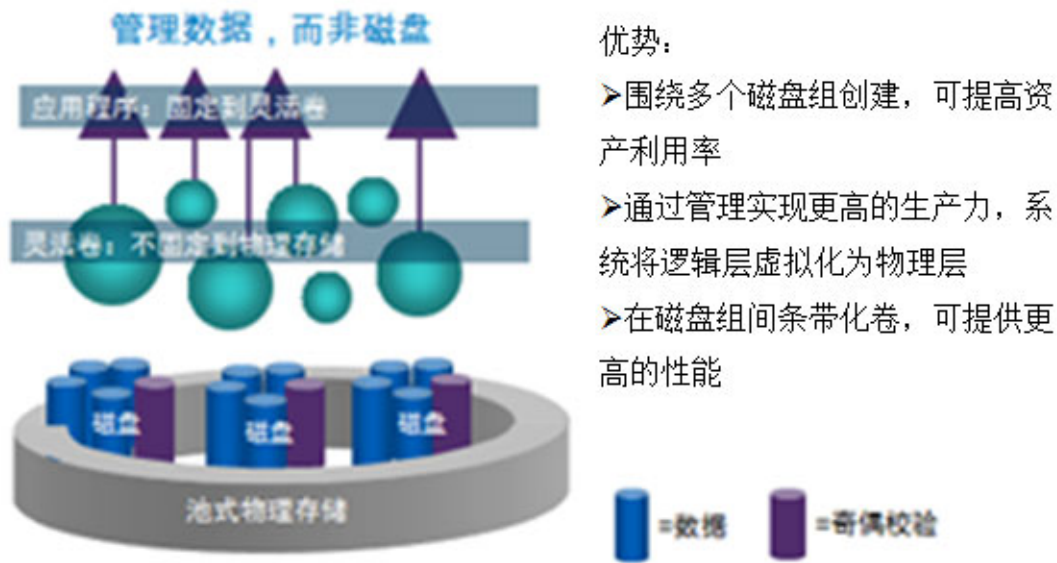 管理数据，而非磁盘
应用程序：固定到灵活卷
灵活卷：不固定到物理存储
磁盘
磁盘
磁盘
池式物理存储
优势：
➤围绕多个磁盘组创建，可提高资
产利用率
➤通过管理实现更高的生产力，系
统将逻辑层虚拟化为物理层
➤在磁盘组间条带化卷，可提供更
高的性能
=数据
=奇偶校验